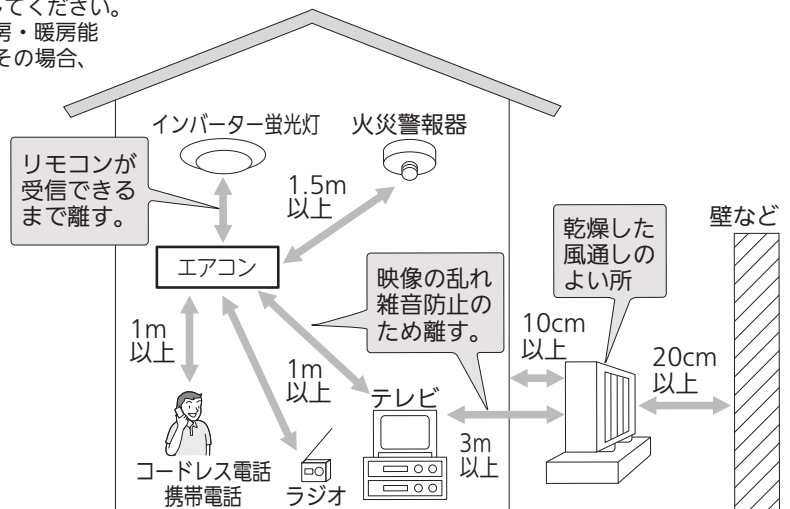 してください。
房・暖房能
その場合、
インバーター蛍光灯
火災警報器
リモコンが
受信できる
まで離す。
1.5m
以上
エアコン
乾燥した
風通しの
よい所
壁など
映像の乱れ
雑音防止の
ため離す。
1m
以上
1m
以上
10cm
以上
20cm
以上
テレビ
3m
以上
コードレス電話
携帯電話
ラジオ